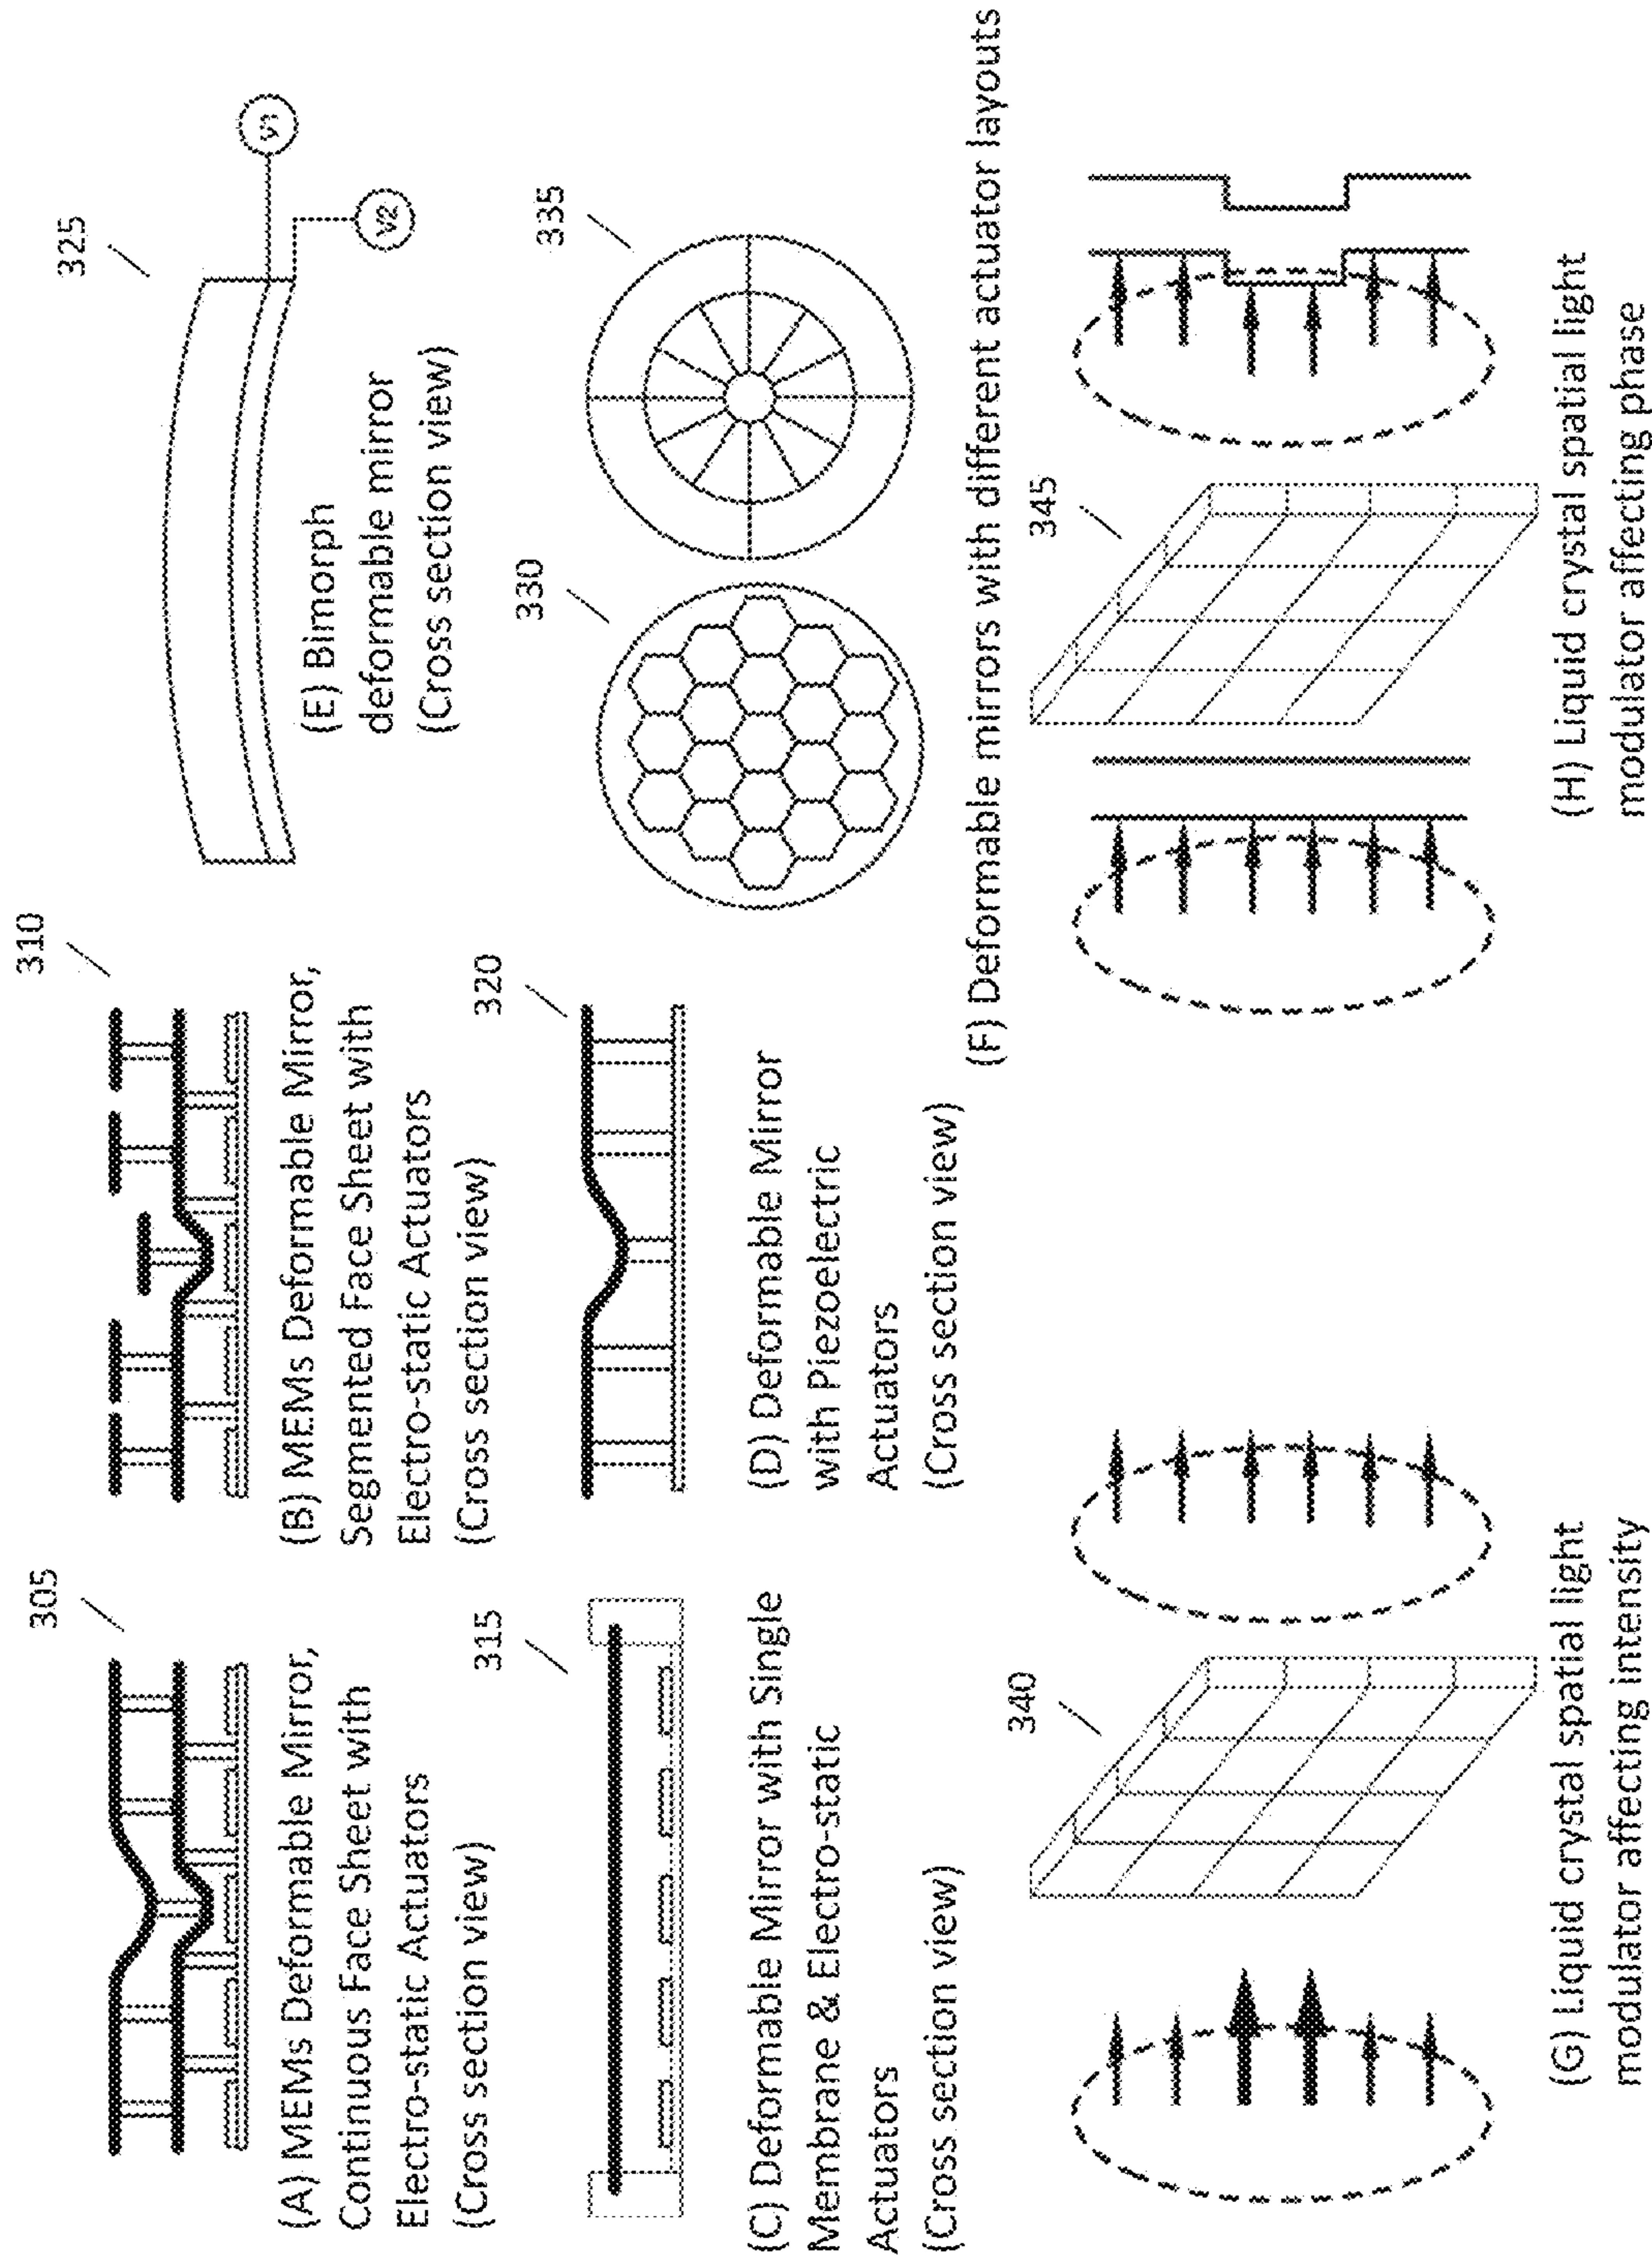 305
310
325
V1
V2
(A) MEMs Deformable Mirror,
Continuous Face Sheet with
Electro-static Actuators
(Cross section view)
(B) MEMs Deformable Mirror,
Segmented Face Sheet with
Electro-static Actuators
(Cross section view)
(E) Bimorph
deformable mirror
(Cross section view)
315
320
330
335
(C) Deformable Mirror with Single
Membrane & Electro-static
Actuators
(Cross section view)
(D) Deformable Mirror
with Piezoelectric
Actuators
(Cross section view)
(F) Deformable mirrors with different actuator layouts
340
345
(G) Liquid crystal spatial light
modulator affecting intensity
(H) Liquid crystal spatial light
modulator affecting phase